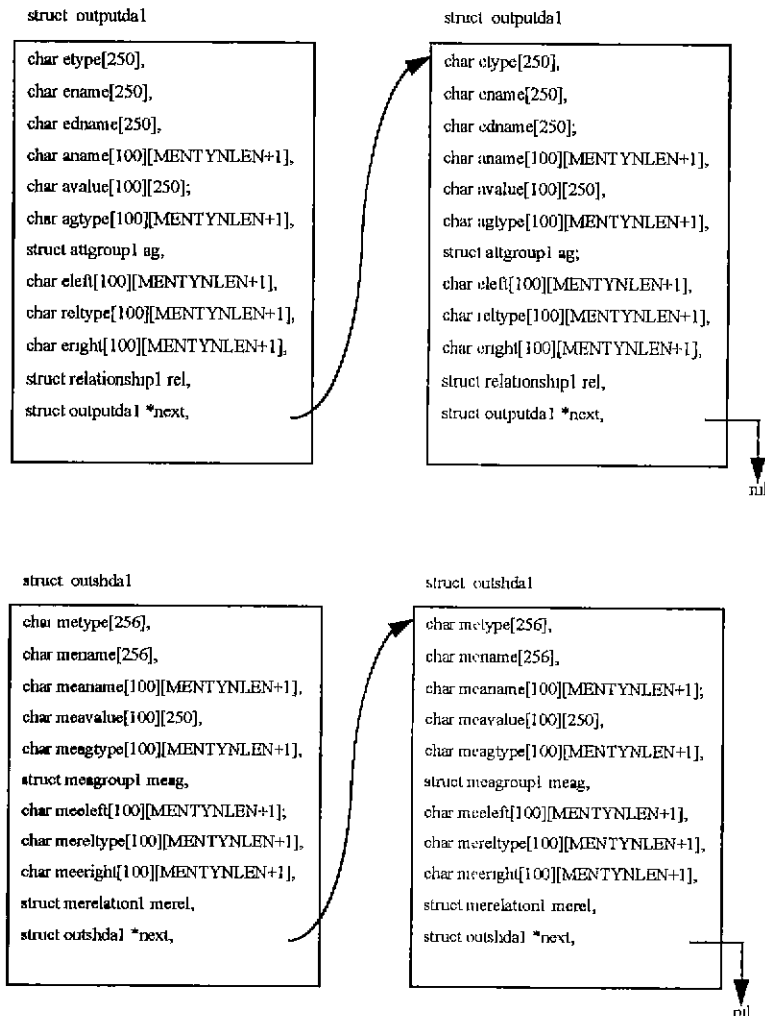 struct outputda1
char etype[250],
char ename[250],
char edname[250],
char aname[100][MENTYNLEN+1],
char avalue[100][250];
char agtype[100][MENTYNLEN+1],
struct attgroup1 ag,
char eleft[100][MENTYNLEN+1],
char reltype[100][MENTYNLEN+1],
char eright[100][MENTYNLEN+1],
struct relationship1 rel,
struct outputda1 *next,
struct outputda1
char etype[250],
char ename[250],
char edname[250];
char aname[100][MENTYNLEN+1],
char avalue[100][250],
char agtype[100][MENTYNLEN+1],
struct attgroup1 ag;
char eleft[100][MENTYNLEN+1],
char reltype[100][MENTYNLEN+1],
char eright[100][MENTYNLEN+1],
struct relationship1 rel,
struct outputda1 *next,
nil
struct outshda1
char metype[256],
char mename[256],
char meaname[100][MENTYNLEN+1],
char meavalue[100][250],
char meagtype[100][MENTYNLEN+1],
struct meagroup1 meag,
char meeleft[100][MENTYNLEN+1];
char mereltype[100][MENTYNLEN+1],
char meeright[100][MENTYNLEN+1],
struct merelation1 merel,
struct outshda1 *next,
struct outshda1
char metype[256],
char mename[256],
char meaname[100][MENTYNLEN+1];
char meavalue[100][250],
char meagtype[100][MENTYNLEN+1],
struct meagroup1 meag,
char meeleft[100][MENTYNLEN+1],
char mereltype[100][MENTYNLEN+1],
char meeright[100][MENTYNLEN+1],
struct merelation1 merel,
struct outshda1 *next,
nil